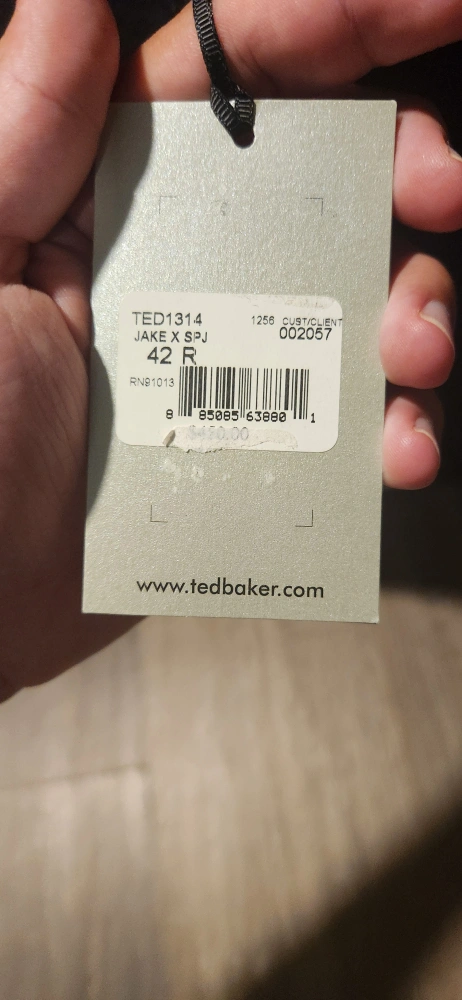 TED1314 1256 CUST/CLIENT
JAKE X SPJ 002057
42 R
RN91013
8 85085 63880 1
www.tedbaker.com